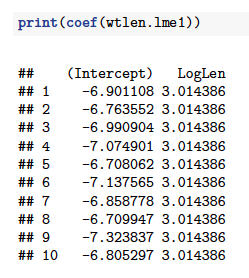 print(coef(wtlen.lme1))
## (Intercept) LogLen
## 1 -6.901108 3.014386
## 2 -6.763552 3.014386
## 3 -6.990904 3.014386
## 4 -7.074901 3.014386
## 5 -6.708062 3.014386
## 6 -7.137565 3.014386
## 7 -6.858778 3.014386
## 8 -6.709947 3.014386
## 9 -7.323837 3.014386
## 10 -6.805297 3.014386